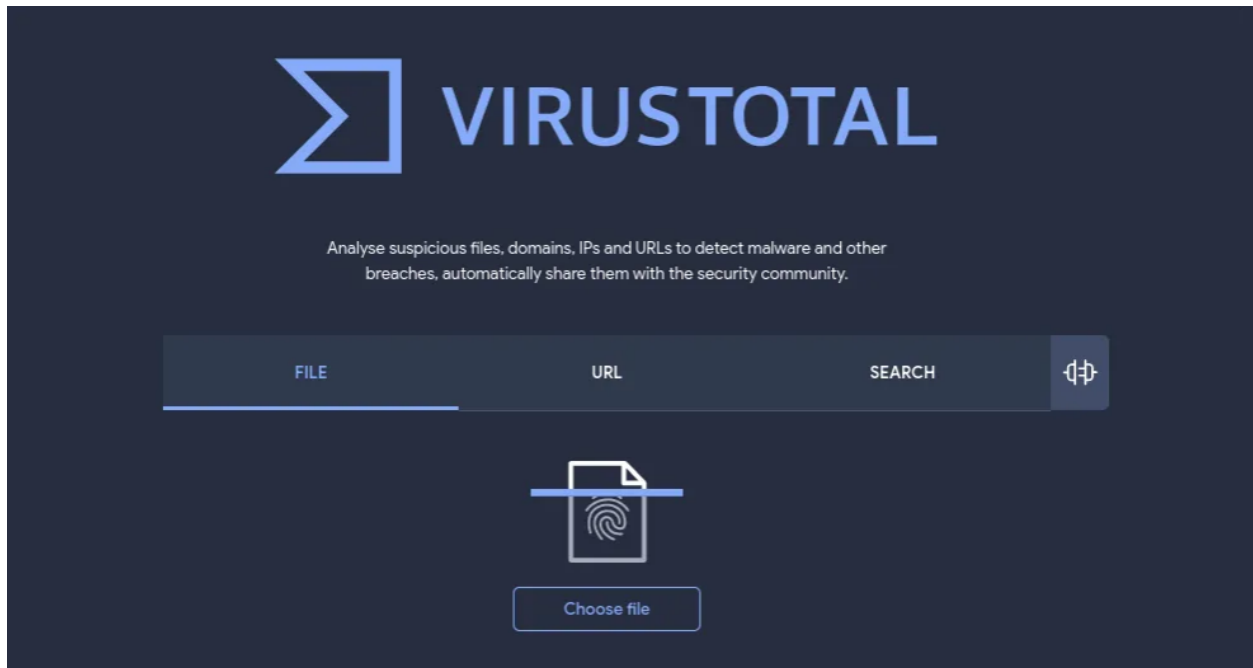 VIRUSTOTAL
Analyse suspicious files, domains, IPs and URLs to detect malware and other
breaches, automatically share them with the security community.
FILE URL SEARCH
Choose file